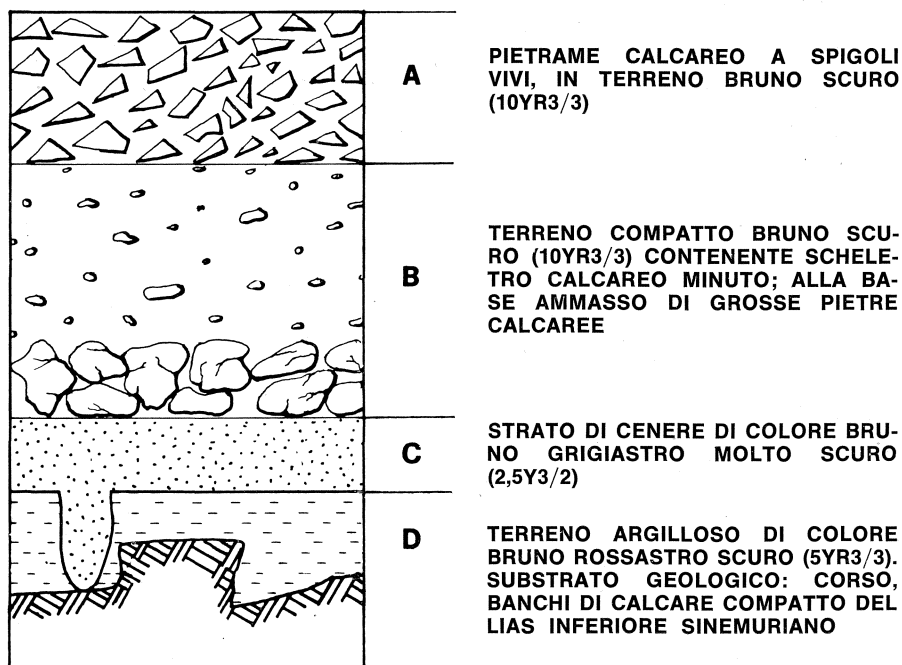 A
PIETRAME CALCAREO A SPIGOLI
VIVI, IN TERRENO BRUNO SCURO
(10YR3/3)
B
TERRENO COMPATTO BRUNO SCU-
RO (10YR3/3) CONTENENTE SCHELE-
TRO CALCAREO MINUTO; ALLA BA-
SE AMMASSO DI GROSSE PIETRE
CALCAREE
C
STRATO DI CENERE DI COLORE BRU-
NO GRIGIASTRO MOLTO SCURO
(2,5Y3/2)
D
TERRENO ARGILLOSO DI COLORE
BRUNO ROSSASTRO SCURO (5YR3/3).
SUBSTRATO GEOLOGICO: CORSO,
BANCHI DI CALCARE COMPATTO DEL
LIAS INFERIORE SINEMURIANO